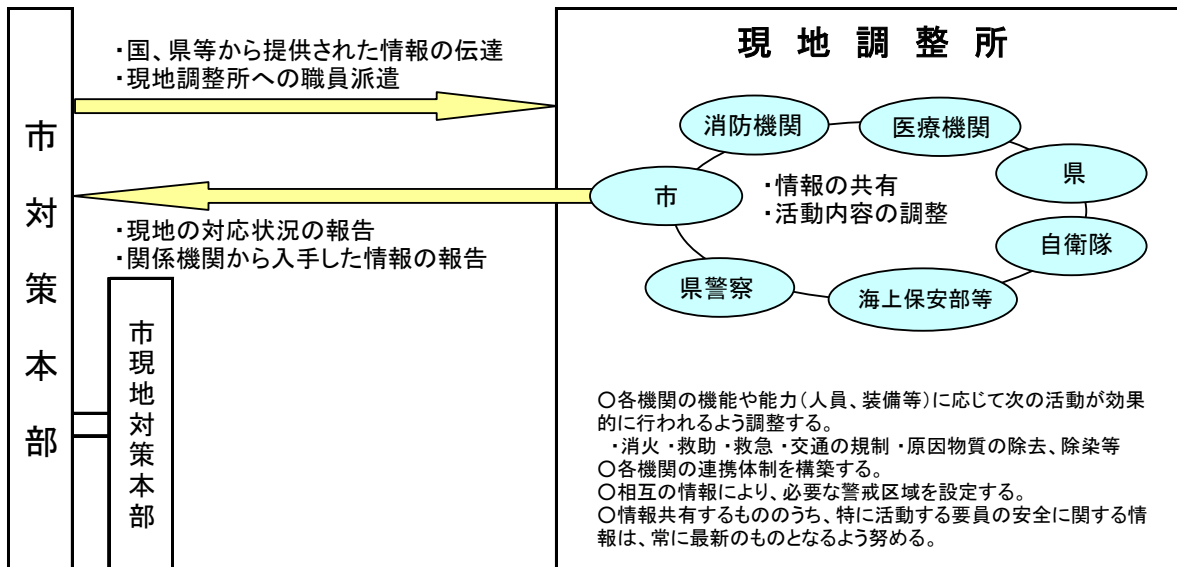 市対策本部
・国、県等から提供された情報の伝達
・現地調整所への職員派遣
・現地の対応状況の報告
・関係機関から入手した情報の報告
市現地対策本部
現地調整所
消防機関
医療機関
県
市
・情報の共有
・活動内容の調整
自衛隊
県警察
海上保安部等
○各機関の機能や能力(人員、装備等)に応じて次の活動が効果
的に行われるよう調整する。
・消火 ・救助 ・救急 ・交通の規制 ・原因物質の除去、除染等
○各機関の連携体制を構築する。
○相互の情報により、必要な警戒区域を設定する。
○情報共有するもののうち、特に活動する要員の安全に関する情
報は、常に最新のものとなるよう努める。